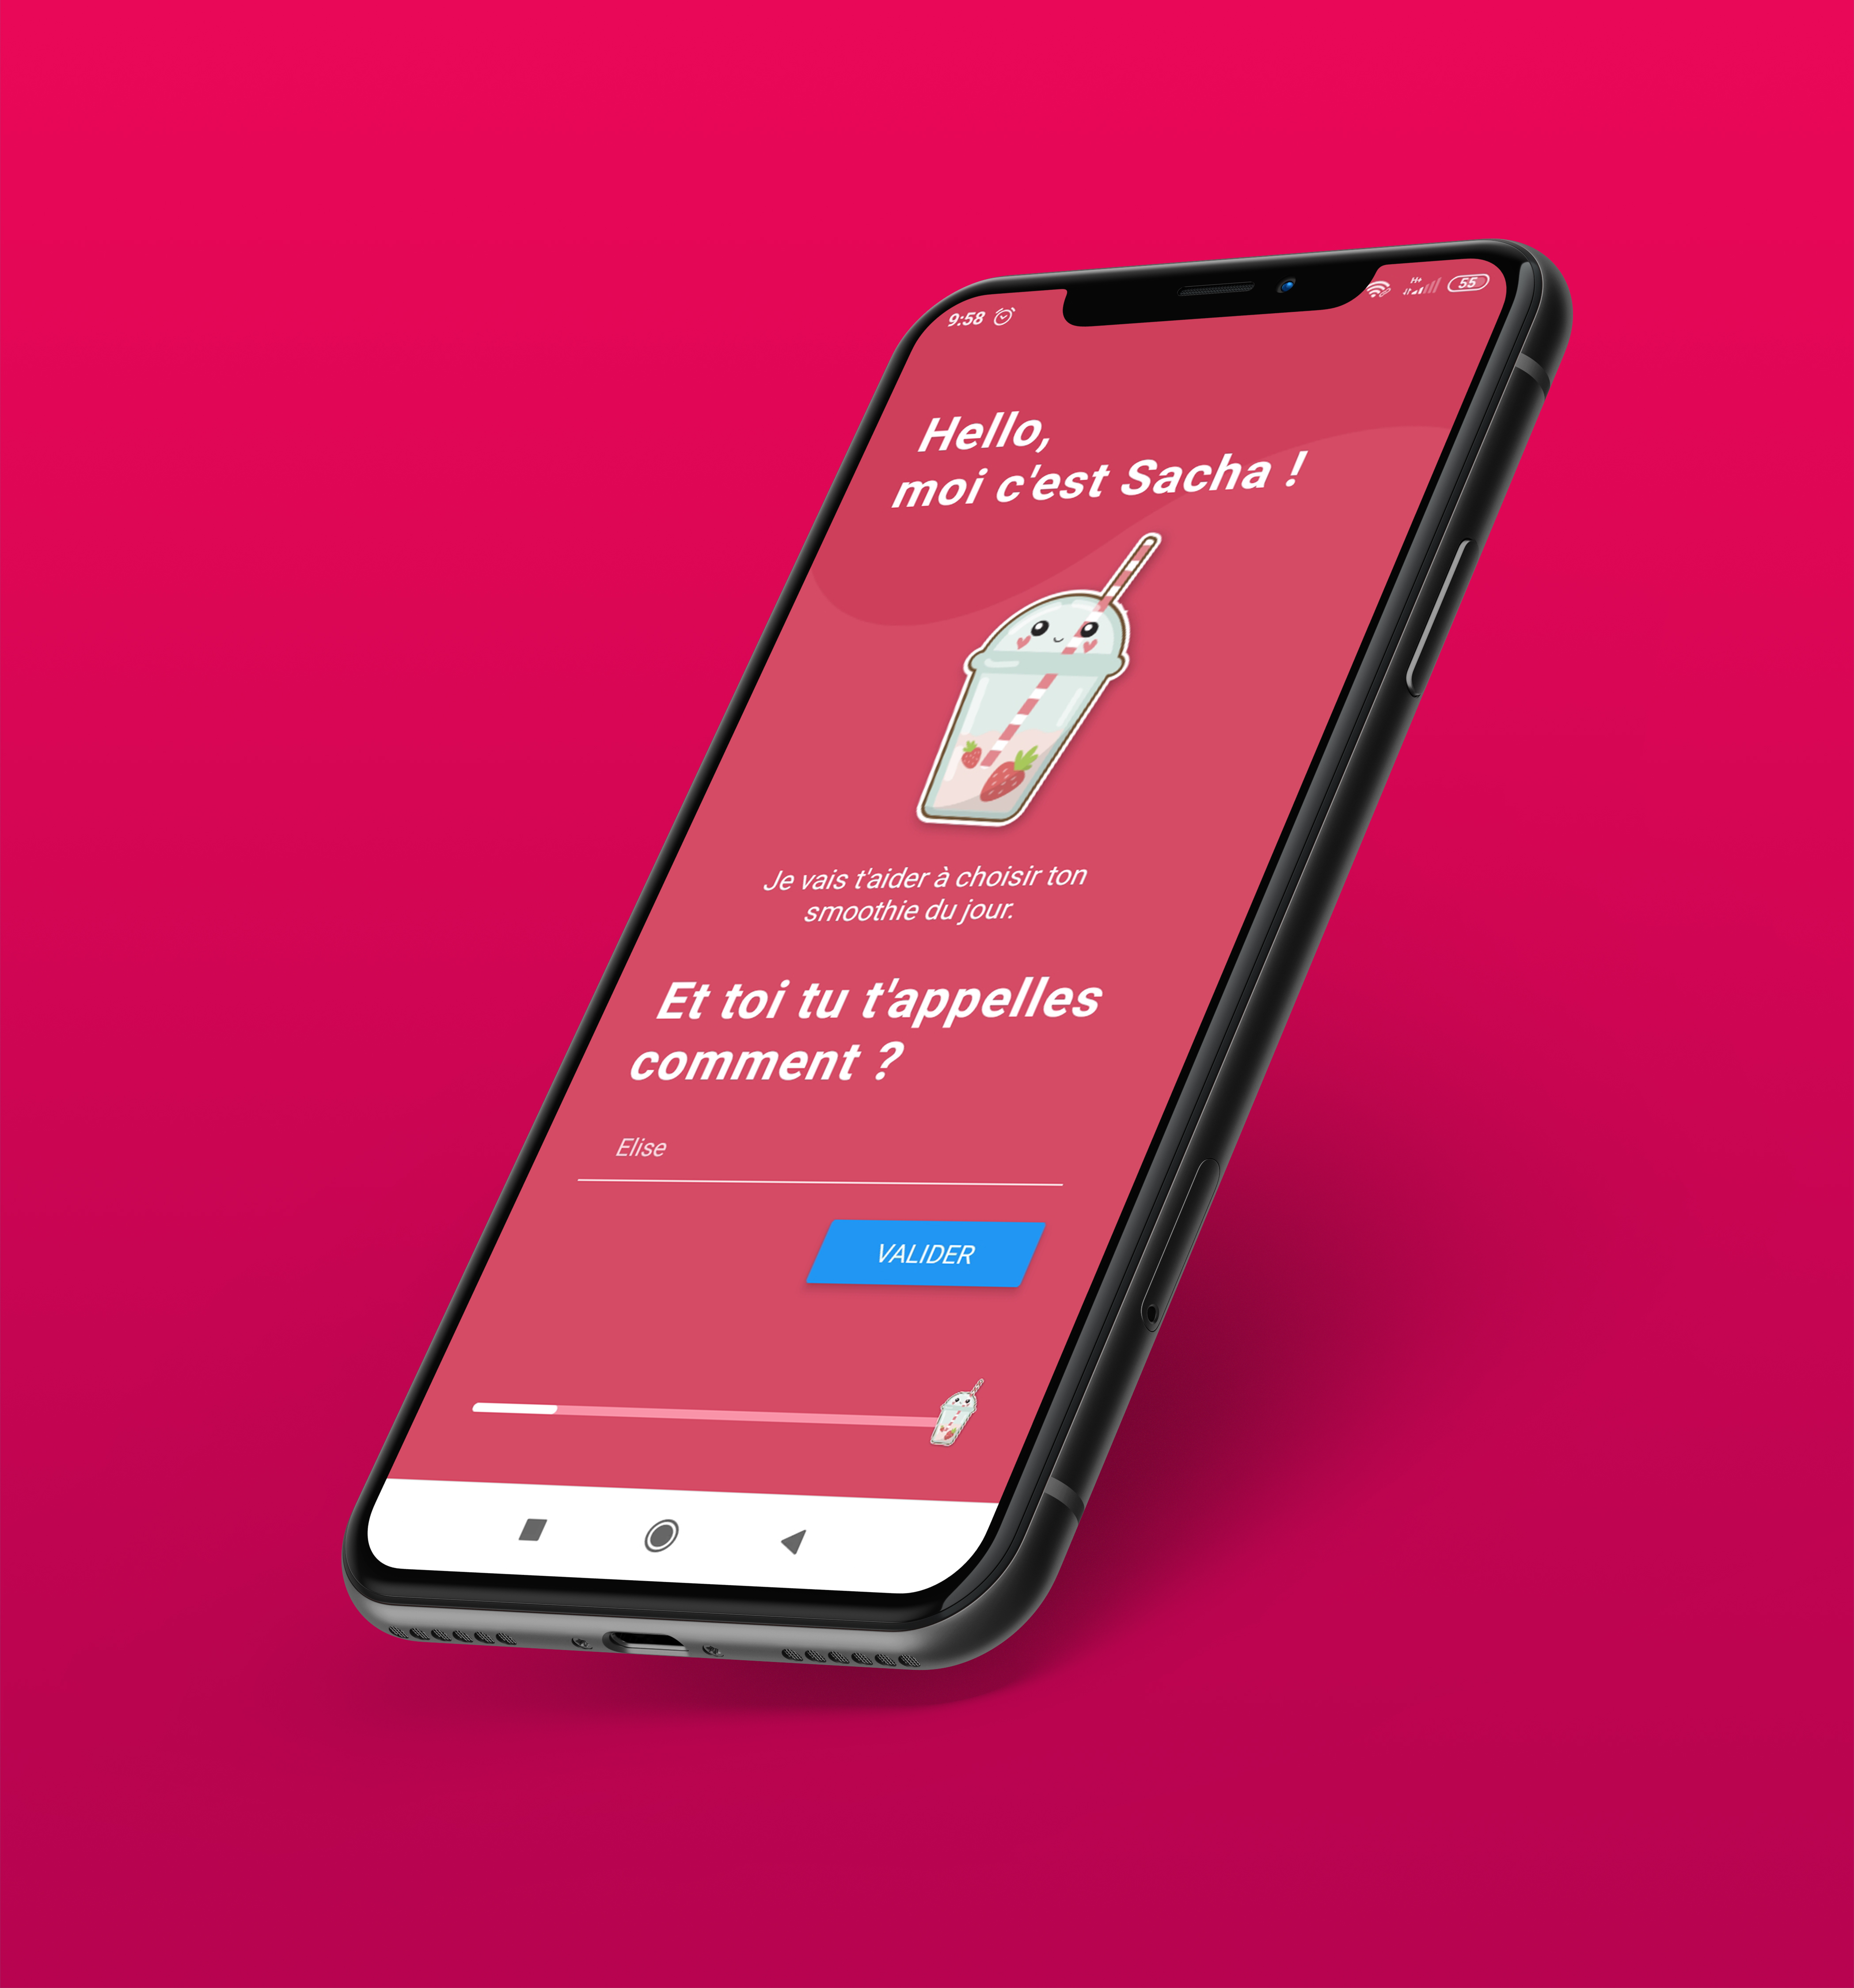 9:58
H+
55
Hello,
moi c'est Sacha !
Je vais t'aider à choisir ton
smoothie du jour.
Et toi tu t'appelles
comment ?
Elise
VALIDER